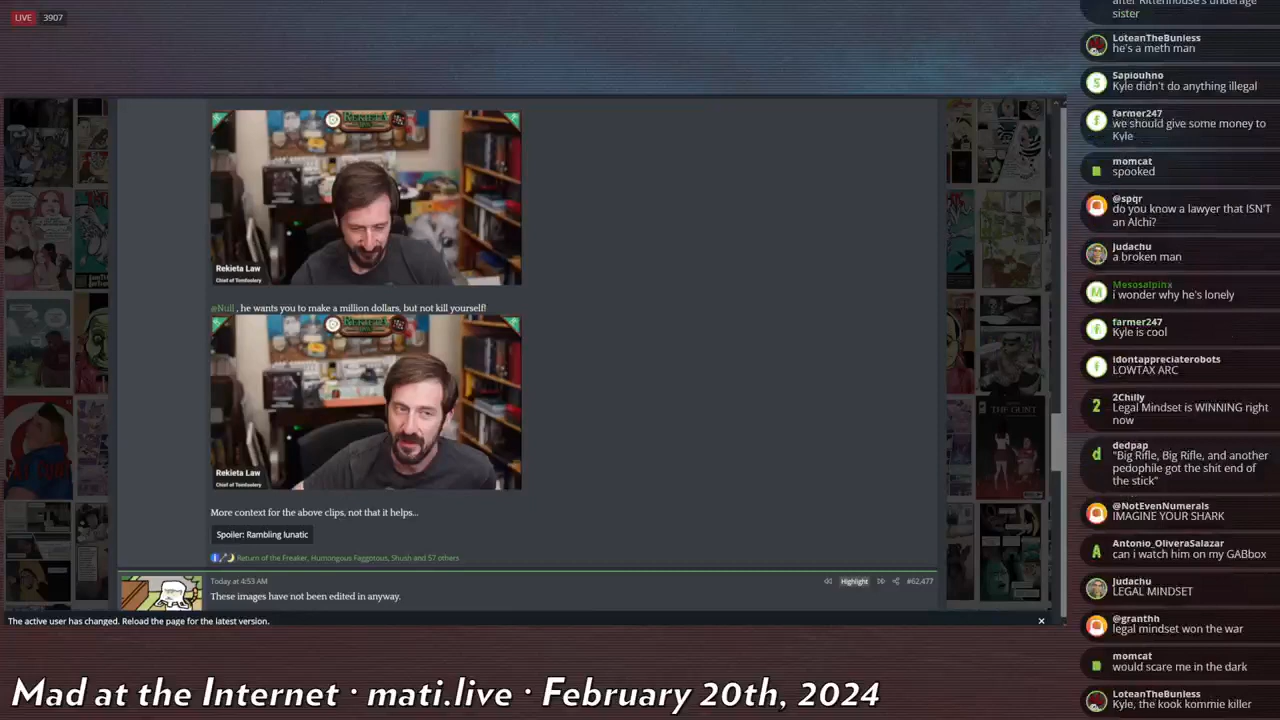 LIVE 3907
REKIETA
Rekieta Law
Chief of Tomfoolery
@Null , he wants you to make a million dollars, but not kill yourself!
REKIETA
Rekieta Law
Chief of Tomfoolery
More context for the above clips, not that it helps...
Spoiler: Rambling lunatic
Return of the Freaker, Humongous Faggotous, Shush and 57 others
Today at 4:53 AM
Highlight
#62,477
These images have not been edited in anyway.
The active user has changed. Reload the page for the latest version.
THE GUNT
after Rittenhouse's underage
sister
LoteanTheBunless
he's a meth man
Sapiouhno
Kyle didn't do anything illegal
farmer247
we should give some money to
Kyle
momcat
spooked
@spqr
do you know a lawyer that ISN'T
an Alchi?
Judachu
a broken man
Mesosalpinx
i wonder why he's lonely
farmer247
Kyle is cool
idontappreciaterobots
LOWTAX ARC
2Chilly
Legal Mindset is WINNING right
now
dedpap
"Big Rifle, Big Rifle, and another
pedophile got the shit end of
the stick"
@NotEvenNumerals
IMAGINE YOUR SHARK
Antonio_OliveraSalazar
can i watch him on my GABbox
Judachu
LEGAL MINDSET
@granthh
legal mindset won the war
momcat
would scare me in the dark
LoteanTheBunless
Kyle, the kook kommie killer
Mad at the Internet · mati.live · February 20th, 2024